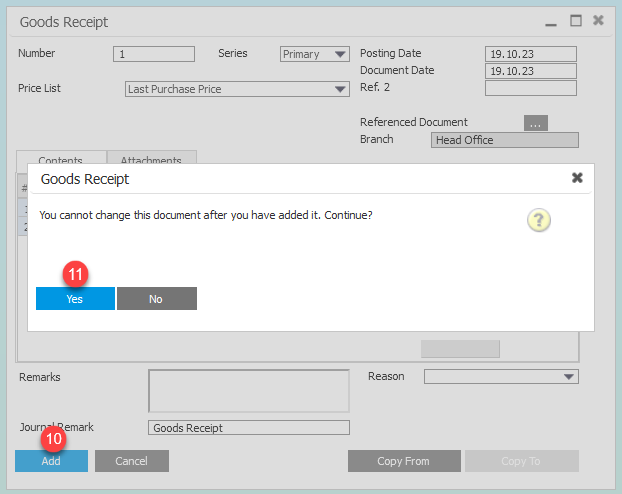 Goods Receipt
Number 1 Series Primary Posting Date 19.10.23
Document Date 19.10.23
Price List Last Purchase Price Ref. 2
Referenced Document ...
Branch Head Office
Contents Attachments
#
1
2
Goods Receipt
You cannot change this document after you have added it. Continue?
?
11
Yes No
Remarks Reason
10
Journal Remark Goods Receipt
Add Cancel Copy From Copy To